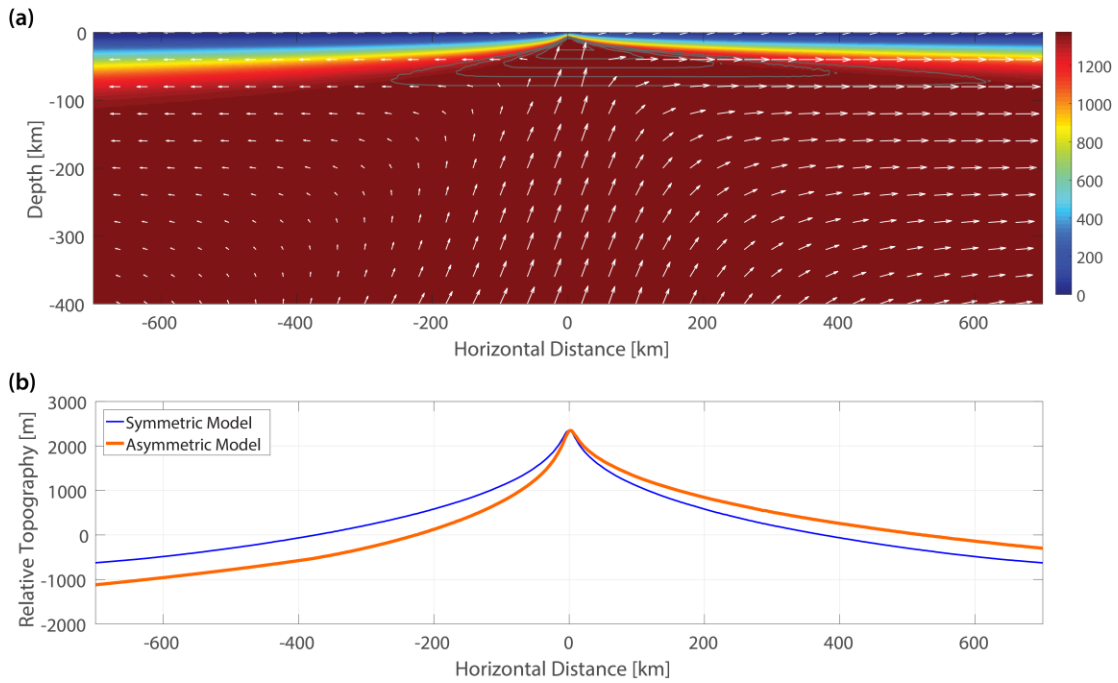 (a)
0
-100
-200
-300
-400
Depth [km]
-600 -400 -200 0 200 400 600
Horizontal Distance [km]
1200
1000
800
600
400
200
0
(b)
3000
2000
1000
0
-1000
-2000
Relative Topography [m]
Symmetric Model
Asymmetric Model
-600 -400 -200 0 200 400 600
Horizontal Distance [km]